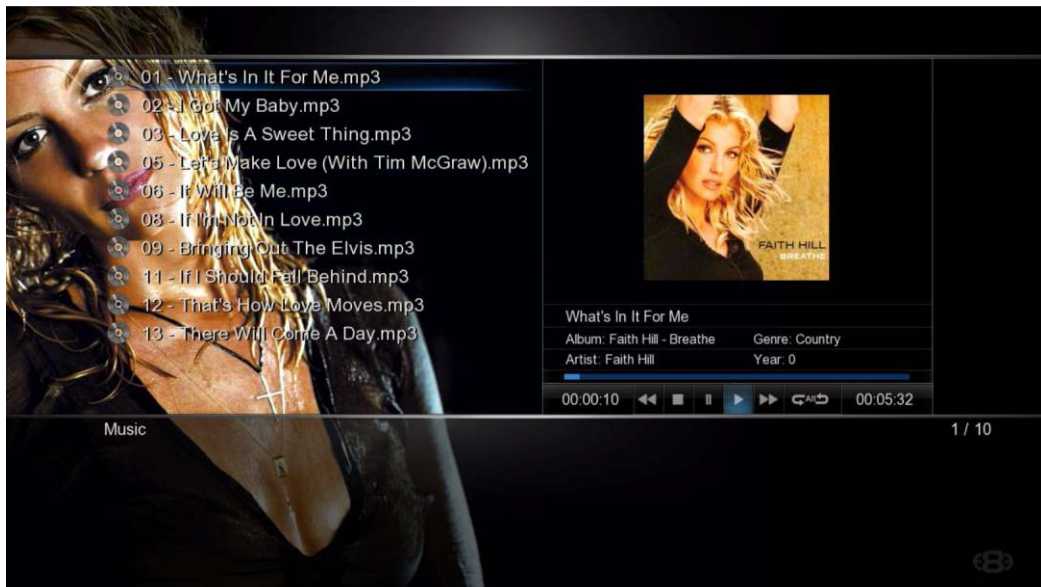 01 - What's In It For Me.mp3
02 - I Got My Baby.mp3
03 - Love Is A Sweet Thing.mp3
05 - Let's Make Love (With Tim McGraw).mp3
06 - It Will Be Me.mp3
08 - If I'm Not In Love.mp3
09 - Bringing Out The Elvis.mp3
11 - If I Should Fall Behind.mp3
12 - That's How Love Moves.mp3
13 - There Will Come A Day.mp3
FAITH HILL
BREATHE
What's In It For Me
Album: Faith Hill - Breathe Genre: Country
Artist: Faith Hill Year: 0
00:00:10 All 00:05:32
Music 1 / 10